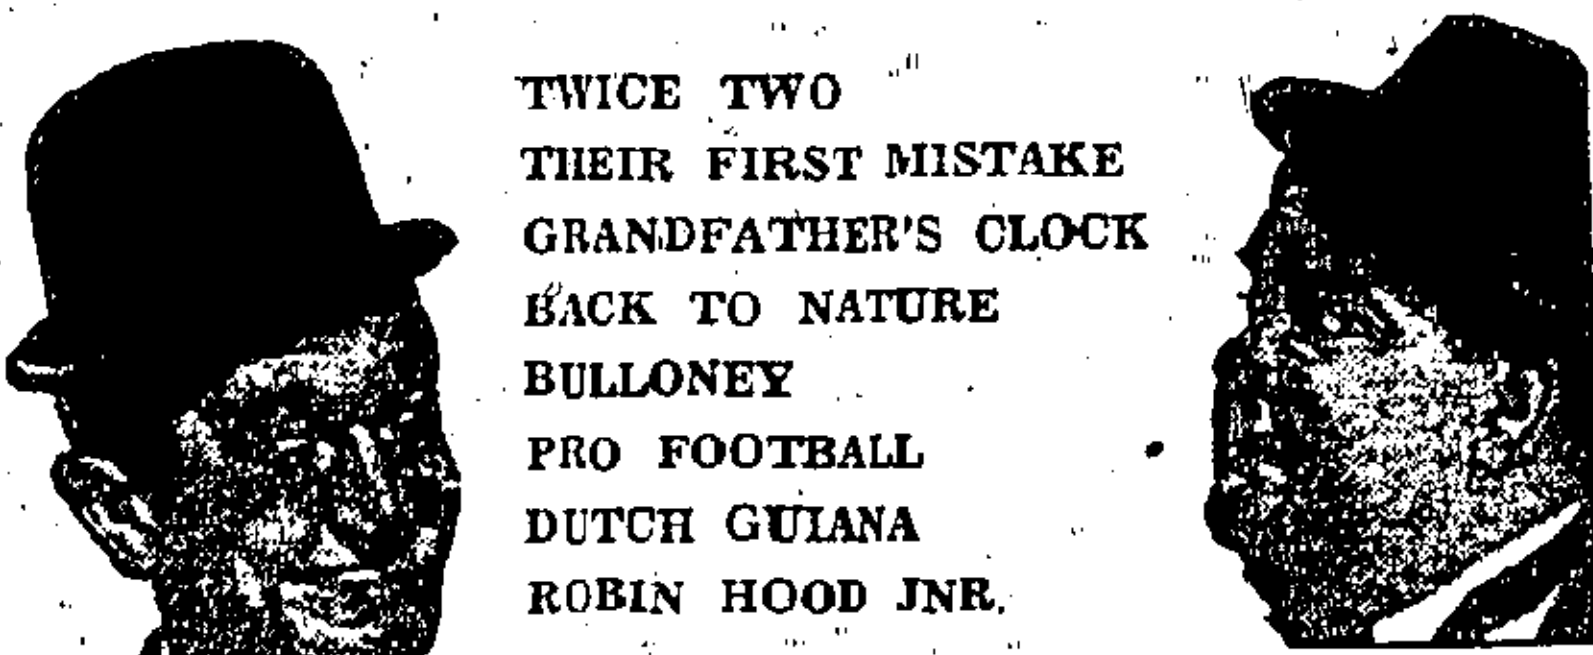 TWICE TWO
THEIR FIRST MISTAKE
GRANDFATHER'S CLOCK
BACK TO NATURE
BULLONEY
PRO FOOTBALL
DUTCH GUIANA
ROBIN HOOD JNR.